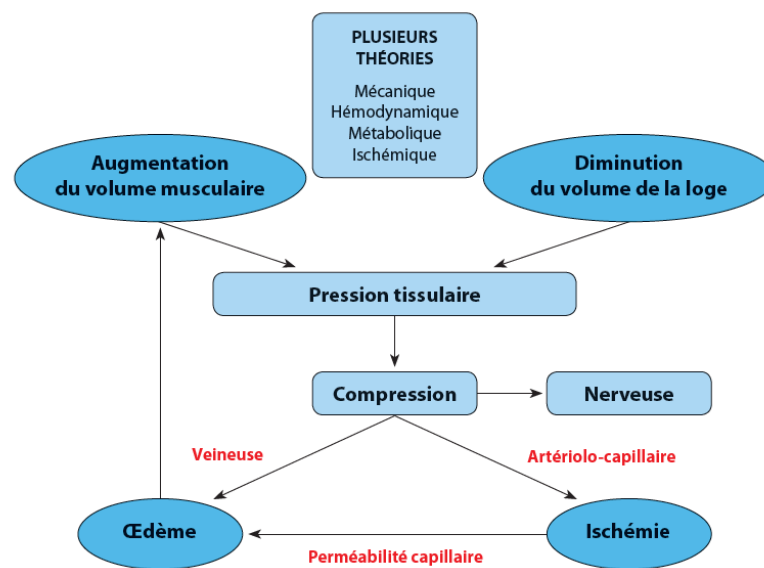 PLUSIEURS
THÉORIES
Mécanique
Hémodynamique
Métabolique
Ischémique
Augmentation
du volume musculaire
Diminution
du volume de la loge
Pression tissulaire
Compression
Nerveuse
Veineuse
Artériolo-capillaire
Œdème
Ischémie
Perméabilité capillaire